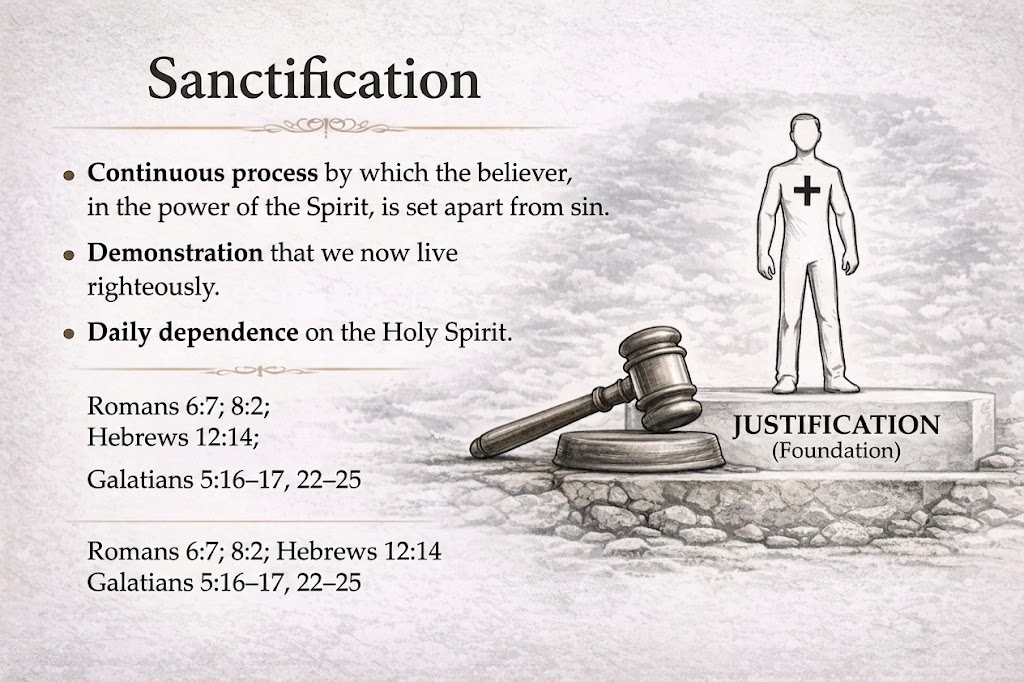 Sanctification
• Continuous process by which the believer,
in the power of the Spirit, is set apart from sin.
• Demonstration that we now live
righteously.
• Daily dependence on the Holy Spirit.
Romans 6:7; 8:2;
Hebrews 12:14;
Galatians 5:16–17, 22–25
Romans 6:7; 8:2; Hebrews 12:14
Galatians 5:16–17, 22–25
JUSTIFICATION
(Foundation)